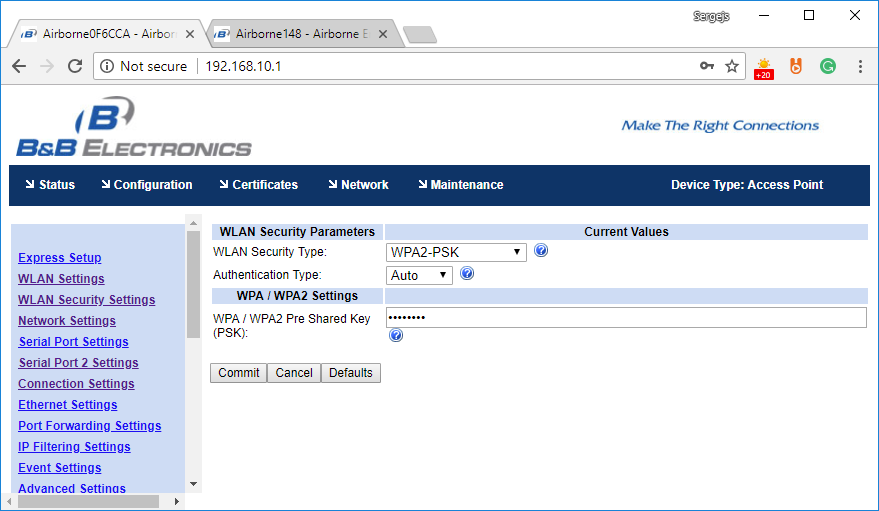 Sergejs
Airborne0F6CCA - Airborn
Airborne148 - Airborne E
Not secure 192.168.10.1
+20
B
B&B ELECTRONICS
Make The Right Connections
Status Configuration Certificates Network Maintenance Device Type: Access Point
Express Setup
WLAN Settings
WLAN Security Settings
Network Settings
Serial Port Settings
Serial Port 2 Settings
Connection Settings
Ethernet Settings
Port Forwarding Settings
IP Filtering Settings
Event Settings
Advanced Settings
WLAN Security Parameters Current Values
WLAN Security Type: WPA2-PSK ?
Authentication Type: Auto ?
WPA / WPA2 Settings
WPA / WPA2 Pre Shared Key
(PSK): ••••••••
?
Commit Cancel Defaults